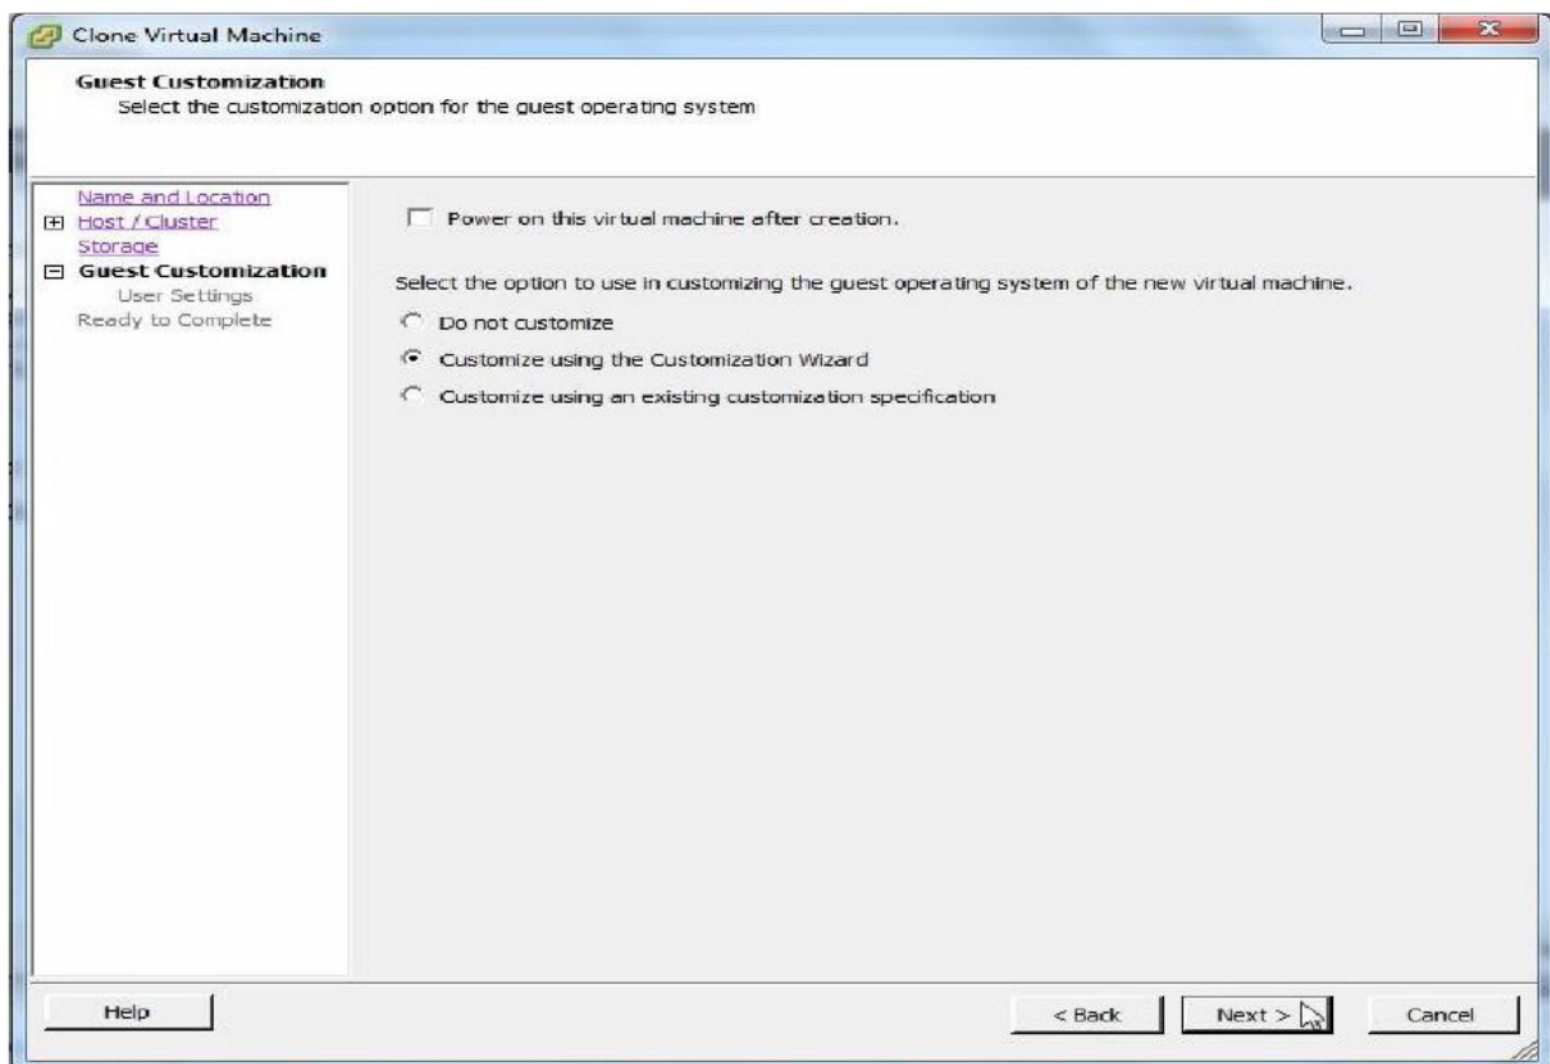 Clone Virtual Machine
Guest Customization
Select the customization option for the guest operating system
Name and Location
Host / Cluster
Storage
Guest Customization
User Settings
Ready to Complete
Power on this virtual machine after creation.
Select the option to use in customizing the guest operating system of the new virtual machine.
Do not customize
Customize using the Customization Wizard
Customize using an existing customization specification
Help
< Back
Next >
Cancel